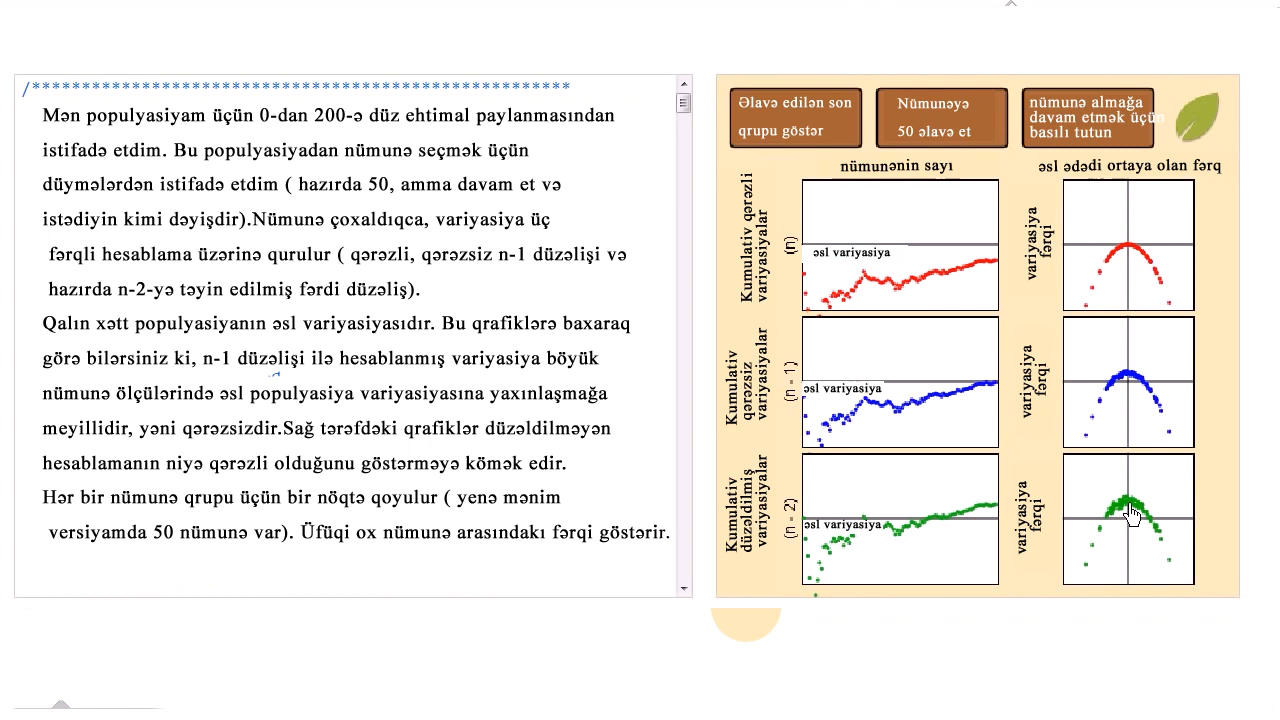 /******************************************************
Mən populyasiyam üçün 0-dan 200-ə düz ehtimal paylanmasından
istifadə etdim. Bu populyasiyadan nümunə seçmək üçün
düymələrdən istifadə etdim ( hazırda 50, amma davam et və
istədiyin kimi dəyişdir).Nümunə çoxaldıqca, variyasiya üç
fərqli hesablama üzərinə qurulur ( qərəzli, qərəzsiz n-1 düzəlişi və
hazırda n-2-yə təyin edilmiş fərdi düzəliş).
Qalın xətt populyasiyanın əsl variyasiyasıdır. Bu qrafiklərə baxaraq
görə bilərsiniz ki, n-1 düzəlişi ilə hesablanmış variyasiya böyük
nümunə ölçülərində əsl populyasiya variyasiyasına yaxınlaşmağa
meyillidir, yəni qərəzsizdir.Sağ tərəfdəki qrafiklər düzəldilməyən
hesablamanın niyə qərəzli olduğunu göstərməyə kömək edir.
Hər bir nümunə qrupu üçün bir nöqtə qoyulur ( yenə mənim
versiyamda 50 nümunə var). Üfüqi ox nümunə arasındakı fərqi göstərir.
Əlavə edilən son
qrupu göstər
Nümunəyə
50 əlavə et
nümunə almağa
davam etmək üçün
basılı tutun
nümunənin sayı
əsl ədədi ortaya olan fərq
Kumulativ qərəzli
variyasiyalar
(n)
əsl variyasiya
variyasiya
fərqi
Kumulativ
qərəzsiz
variyasiyalar
(n - 1)
əsl variyasiya
variyasiya
fərqi
Kumulativ
düzəldilmiş
variyasiyalar
(n - 2)
əsl variyasiya
variyasiya
fərqi